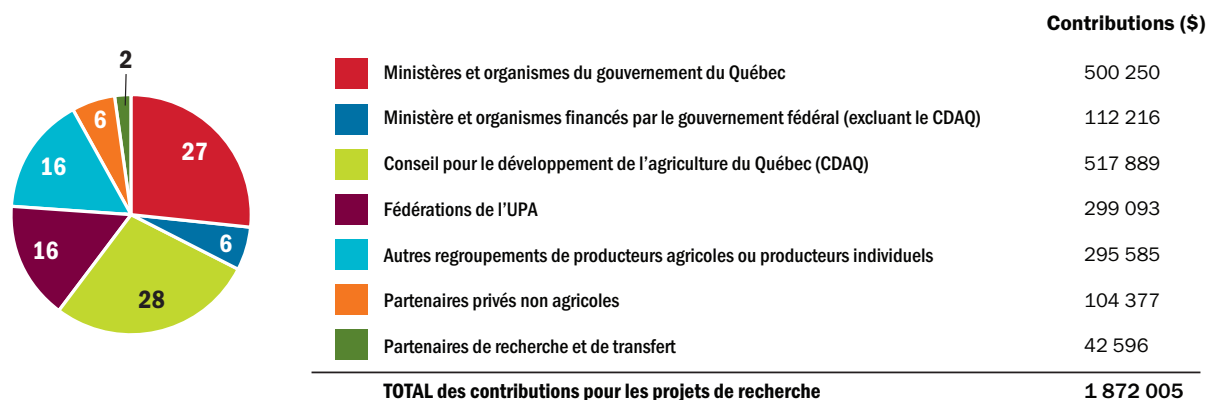 Contributions ($)
2
27
6
28
16
16
6
Ministères et organismes du gouvernement du Québec 500 250
Ministère et organismes financés par le gouvernement fédéral (excluant le CDAQ) 112 216
Conseil pour le développement de l'agriculture du Québec (CDAQ) 517 889
Fédérations de l'UPA 299 093
Autres regroupements de producteurs agricoles ou producteurs individuels 295 585
Partenaires privés non agricoles 104 377
Partenaires de recherche et de transfert 42 596
TOTAL des contributions pour les projets de recherche 1 872 005